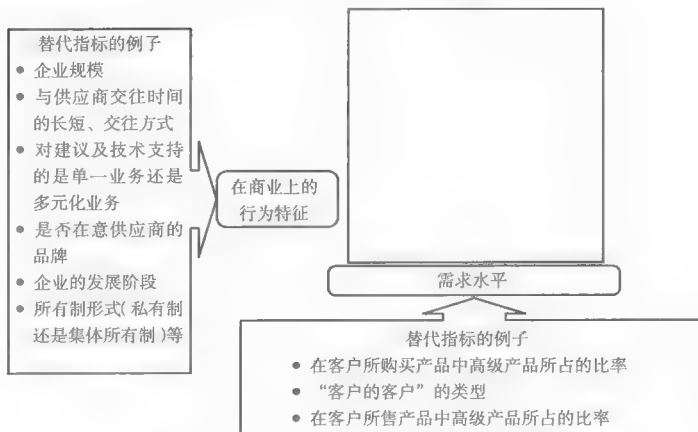 替代指标的例子
● 企业规模
● 与供应商交往时间
的长短、交往方式
● 对建议及技术支持
的是单一业务还是
多元化业务
● 是否在意供应商的
品牌
● 企业的发展阶段
● 所有制形式(私有制
还是集体所有制)等
在商业上的
行为特征
需求水平
替代指标的例子
● 在客户所购买产品中高级产品所占的比率
● “客户的客户”的类型
● 在客户所售产品中高级产品所占的比率